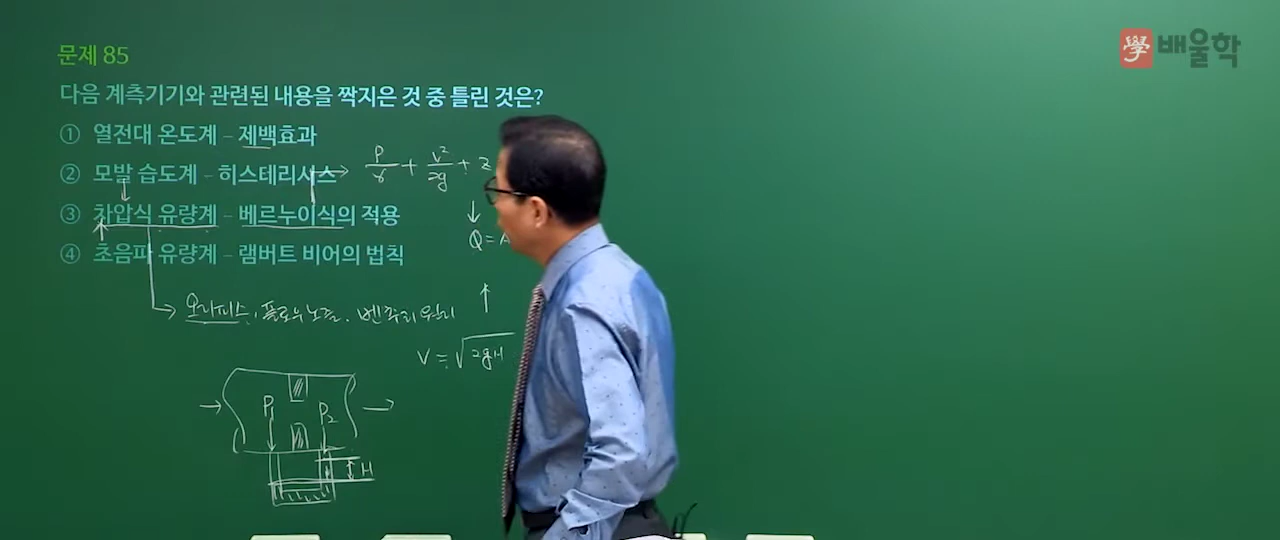 學 배울학
문제 85
다음 계측기기와 관련된 내용을 짝지은 것 중 틀린 것은?
① 열전대 온도계 – 제백효과
② 모발 습도계 – 히스테리시스
P/γ + V²/2g + Z
③ 차압식 유량계 – 베르누이식의 적용
Q = A
④ 초음파 유량계 – 램버트 비어의 법칙
오리피스, 플로우노즐, 벤츄리
V = √2gH
P₁ P₂
H